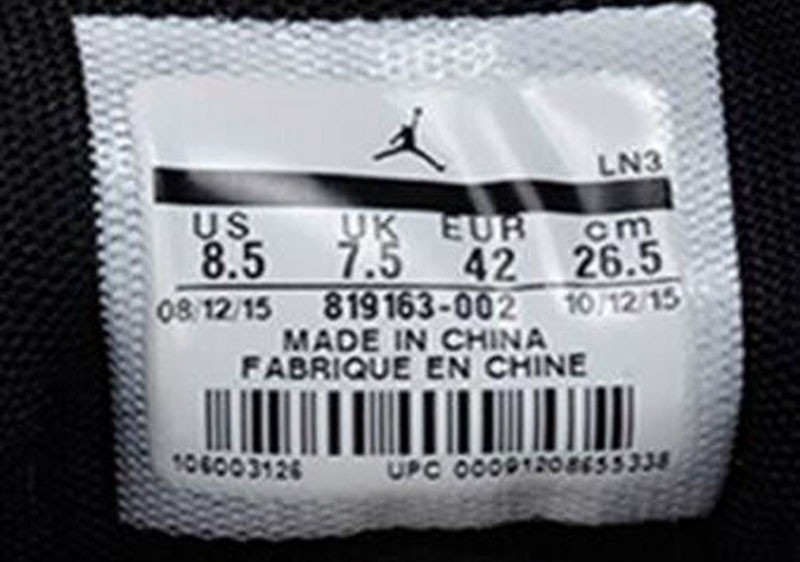 LN3
US UK EUR cm
8.5 7.5 42 26.5
08/12/15 819163-002 10/12/15
MADE IN CHINA
FABRIQUE EN CHINE
106003126 UPC 00091208655338